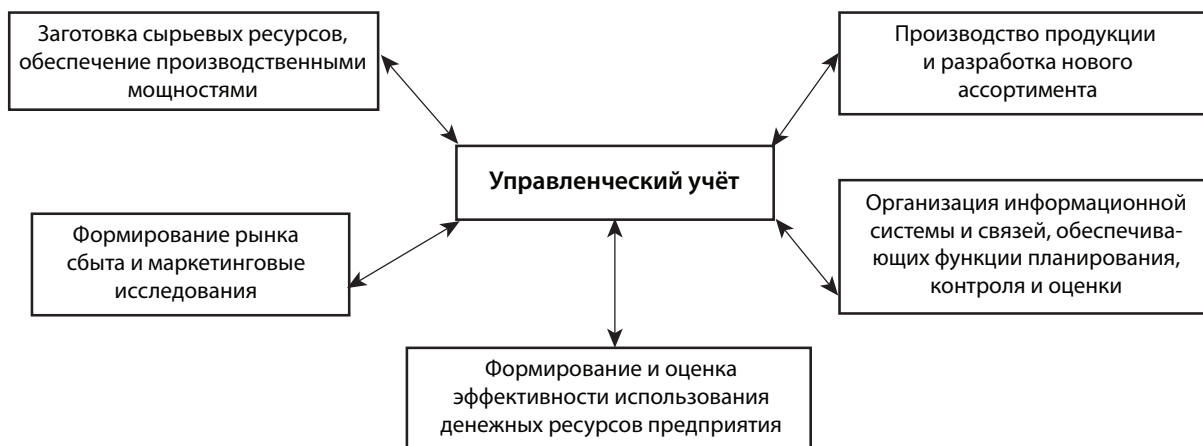 Заготовка сырьевых ресурсов,
обеспечение производственными
мощностями
Производство продукции
и разработка нового
ассортимента
Управленческий учёт
Формирование рынка
сбыта и маркетинговые
исследования
Организация информационной
системы и связей, обеспечива-
ющих функции планирования,
контроля и оценки
Формирование и оценка
эффективности использования
денежных ресурсов предприятия